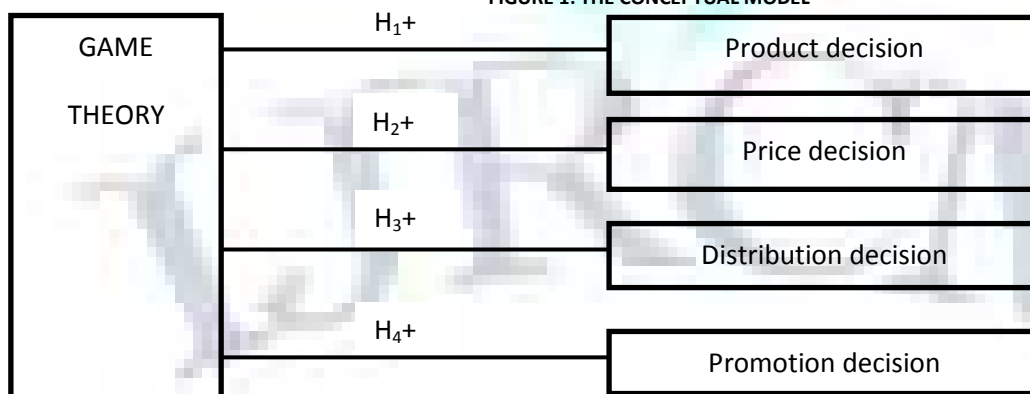 FIGURE 1: THE CONCEPTUAL MODEL
GAME
THEORY
H₁+
Product decision
H₂+
Price decision
H₃+
Distribution decision
H₄+
Promotion decision